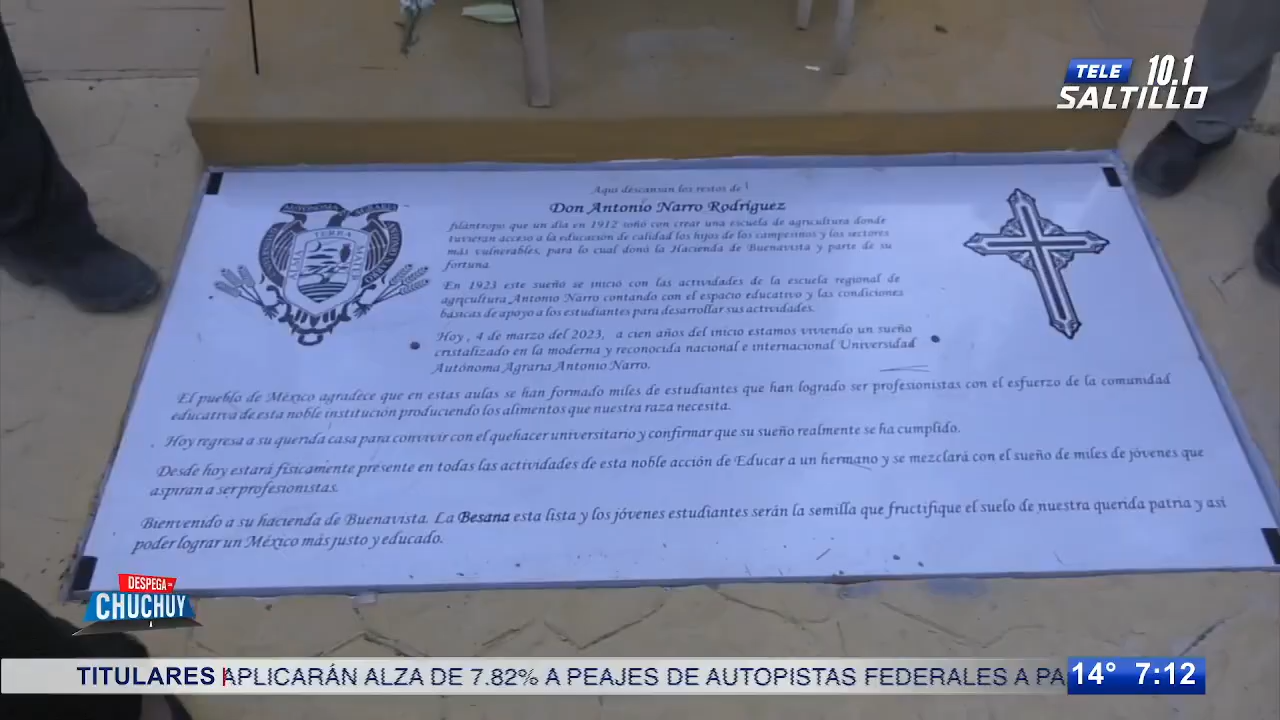 TELE 10.1
SALTILLO
Aquí descansan los restos de
Don Antonio Narro Rodríguez
filántropo que un día en 1912 soñó con crear una escuela de agricultura donde
tuvieran acceso a la educación de calidad los hijos de los campesinos y los sectores
más vulnerables, para lo cual donó la Hacienda de Buenavista y parte de su
fortuna.
En 1923 este sueño se inició con las actividades de la escuela regional de
agricultura Antonio Narro contando con el espacio educativo y las condiciones
básicas de apoyo a los estudiantes para desarrollar sus actividades.
Hoy, 4 de marzo del 2023, a cien años del inicio estamos viviendo un sueño
cristalizado en la moderna y reconocida nacional e internacional Universidad
Autónoma Agraria Antonio Narro.
TERRA
El pueblo de México agradece que en estas aulas se han formado miles de estudiantes que han logrado ser profesionistas con el esfuerzo de la comunidad
educativa de esta noble institución produciendo los alimentos que nuestra raza necesita.
Hoy regresa a su querida casa para convivir con el quehacer universitario y confirmar que su sueño realmente se ha cumplido.
Desde hoy estará físicamente presente en todas las actividades de esta noble acción de Educar a un hermano y se mezclará con el sueño de miles de jóvenes que
aspiran a ser profesionistas.
Bienvenido a su hacienda de Buenavista. La Besana esta lista y los jóvenes estudiantes serán la semilla que fructifique el suelo de nuestra querida patria y así
poder lograr un México más justo y educado.
DESPEGA
CHUCHUY
TITULARES APLICARÁN ALZA DE 7.82% A PEAJES DE AUTOPISTAS FEDERALES A PA 14° 7:12